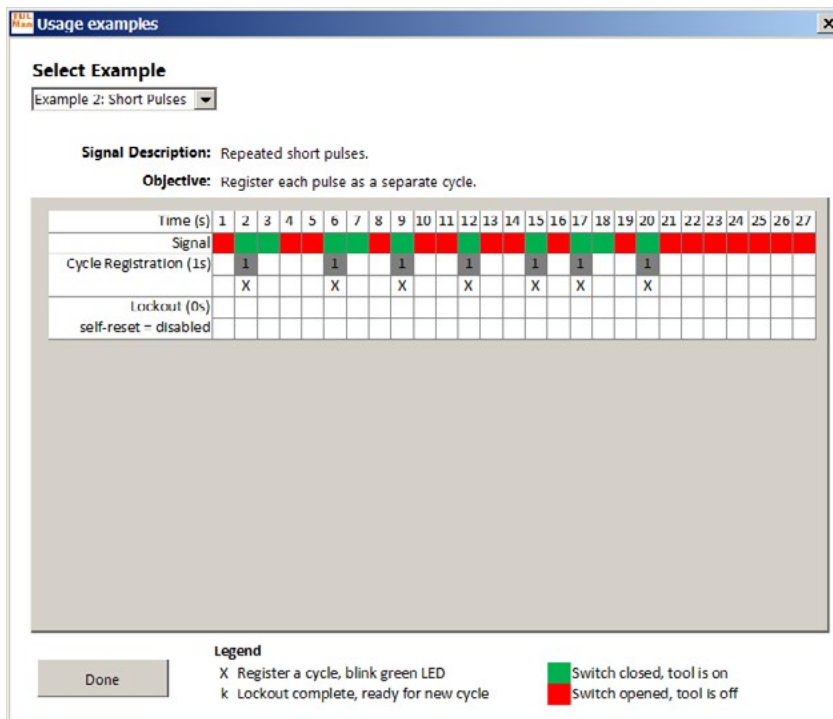 TUL
Man
Usage examples
Select Example
Example 2: Short Pulses
Signal Description: Repeated short pulses.
Objective: Register each pulse as a separate cycle.
Time (s) 1 2 3 4 5 6 7 8 9 10 11 12 13 14 15 16 17 18 19 20 21 22 23 24 25 26 27
Signal
Cycle Registration (1s) 1 1 1 1 1 1 1
X X X X X X X
Lockout (0s)
self-reset = disabled
Done
Legend
X Register a cycle, blink green LED
k Lockout complete, ready for new cycle
Switch closed, tool is on
Switch opened, tool is off